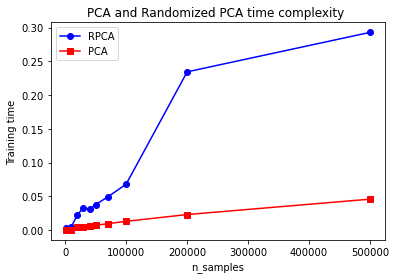 PCA and Randomized PCA time complexity
RPCA
PCA
0.30
0.25
0.20
0.15
0.10
0.05
0.00
Training time
0
100000
200000
300000
400000
500000
n_samples